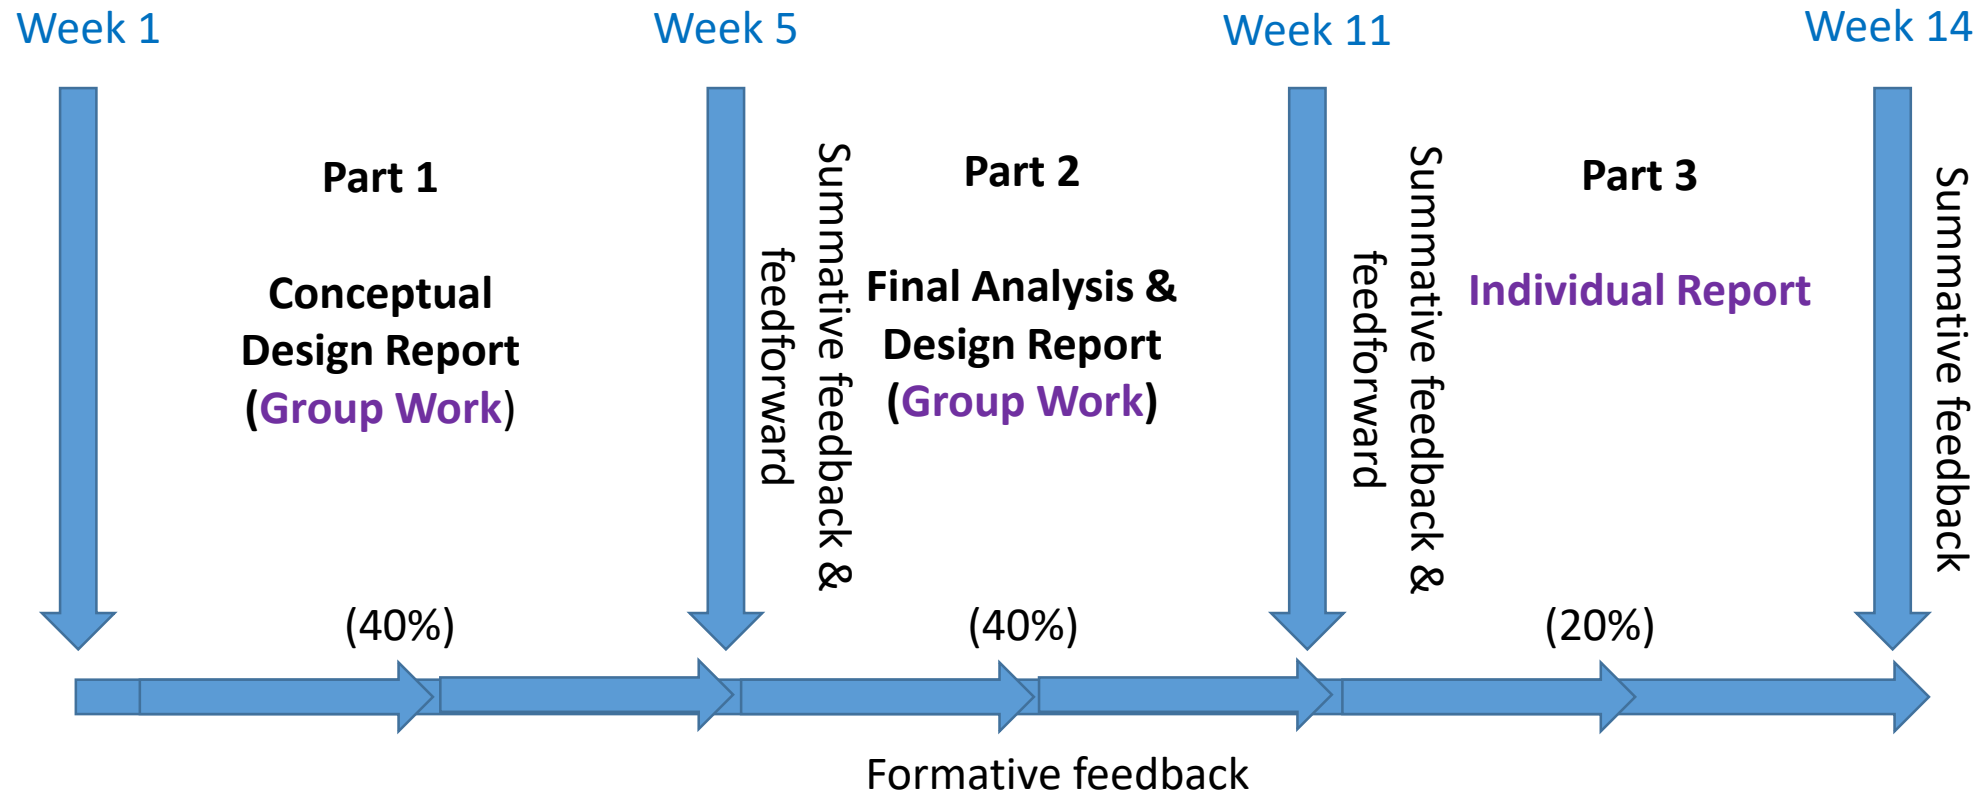 Week 1
Week 5
Week 11
Week 14
Part 1
Conceptual
Design Report
(Group Work)
(40%)
Summative feedback &
feedforward
Part 2
Final Analysis &
Design Report
(Group Work)
(40%)
Summative feedback &
feedforward
Part 3
Individual Report
(20%)
Summative feedback
Formative feedback